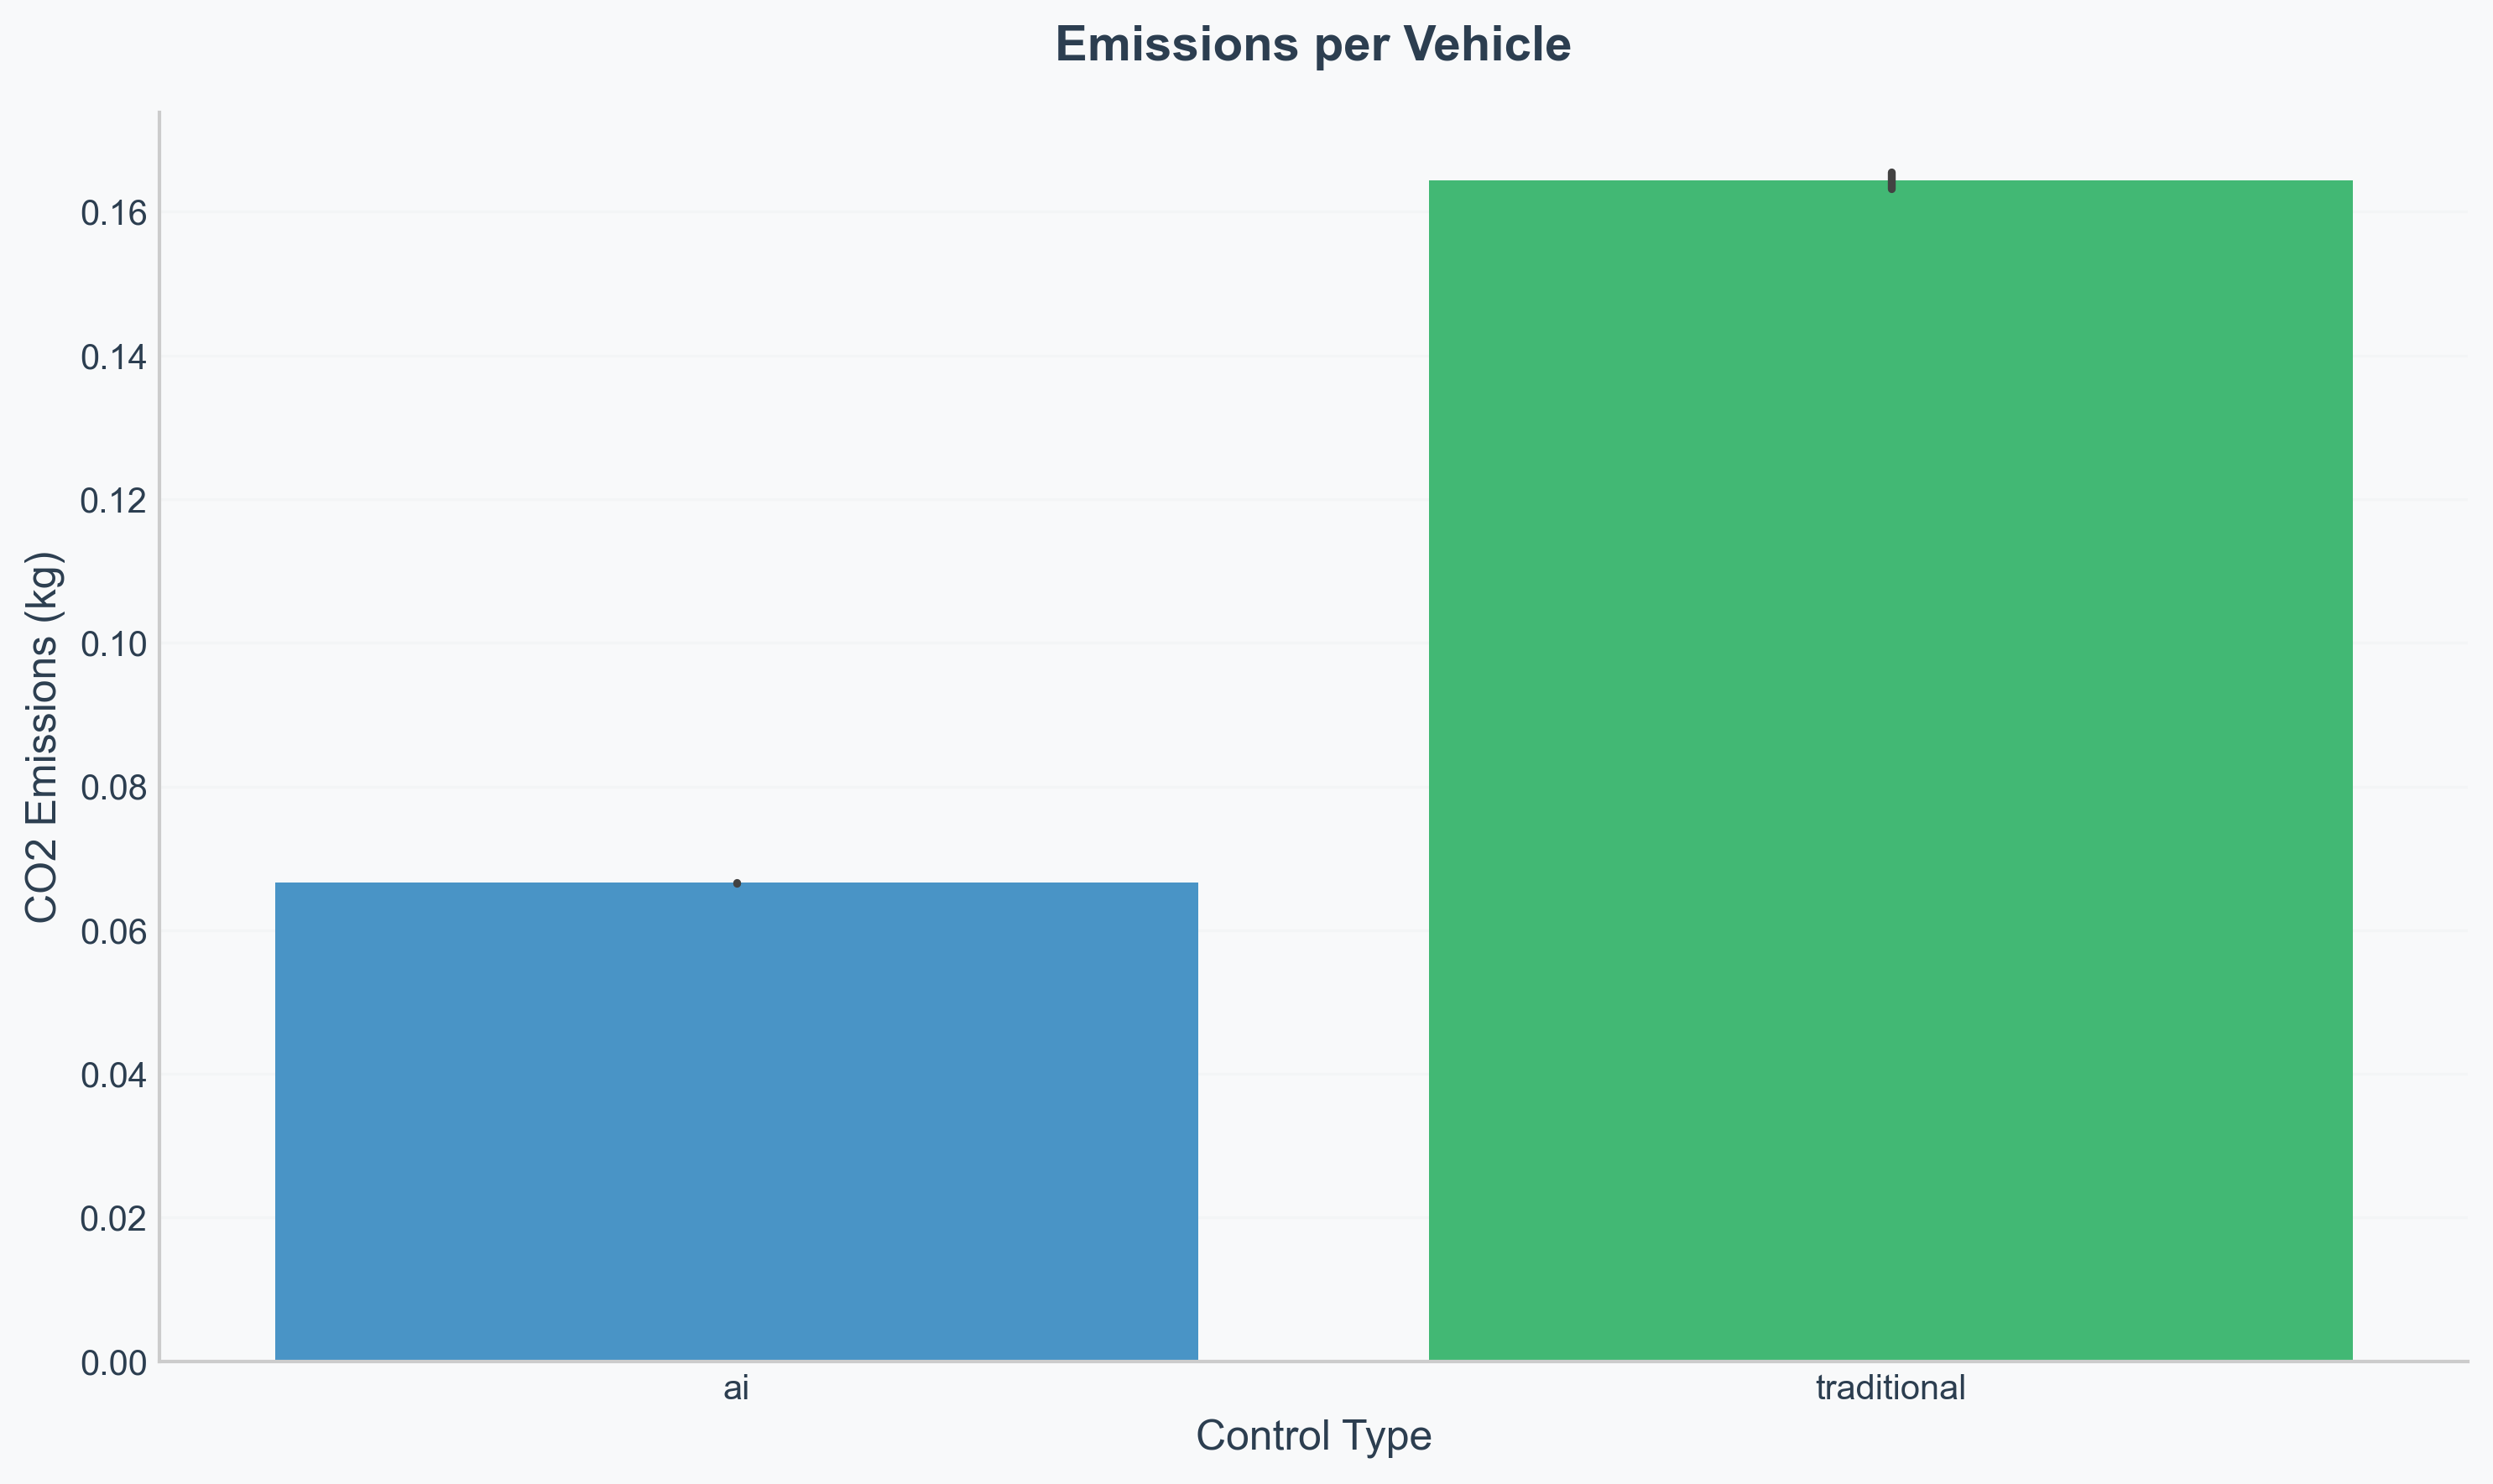 Emissions per Vehicle
CO2 Emissions (kg)
0.16
0.14
0.12
0.10
0.08
0.06
0.04
0.02
0.00
ai
traditional
Control Type